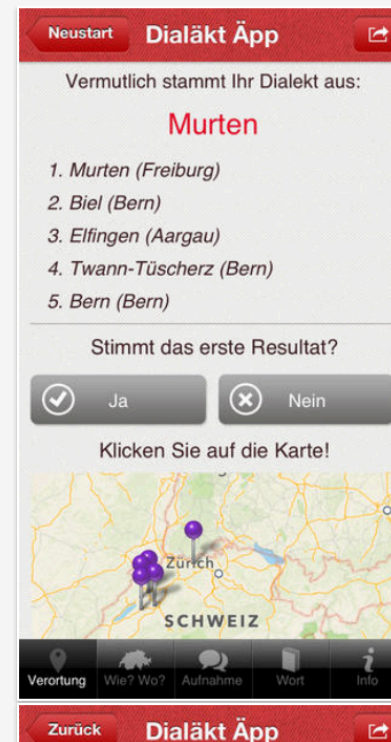 Neustart
Dialäkt Äpp
Vermutlich stammt Ihr Dialekt aus:
Murten
1. Murten (Freiburg)
2. Biel (Bern)
3. Elfingen (Aargau)
4. Twann-Tüscherz (Bern)
5. Bern (Bern)
Stimmt das erste Resultat?
Ja
Nein
Klicken Sie auf die Karte!
Zürich
SCHWEIZ
Verortung
Wie? Wo?
Aufnahme
Wort
Info
Zurück
Dialäkt Äpp